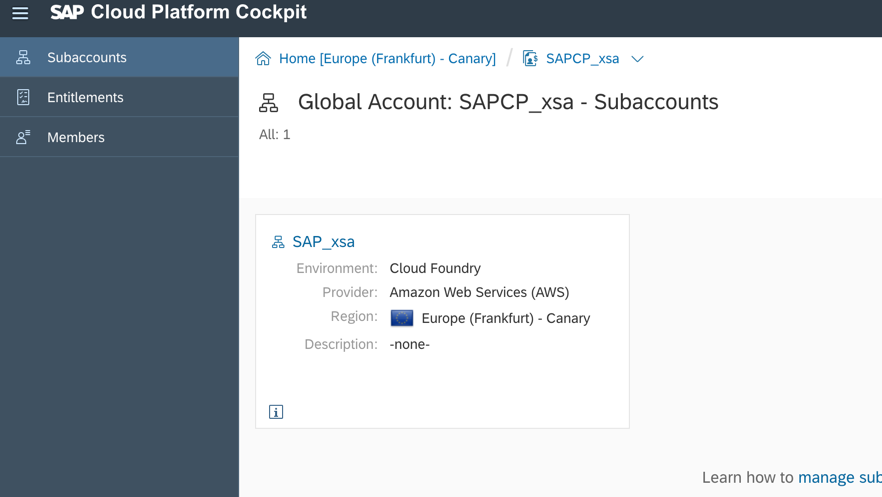 SAP Cloud Platform Cockpit
Subaccounts
Entitlements
Members
Home [Europe (Frankfurt) - Canary] / SAPCP_xsa
Global Account: SAPCP_xsa - Subaccounts
All: 1
SAP_xsa
Environment: Cloud Foundry
Provider: Amazon Web Services (AWS)
Region: Europe (Frankfurt) - Canary
Description: -none-
Learn how to manage sub